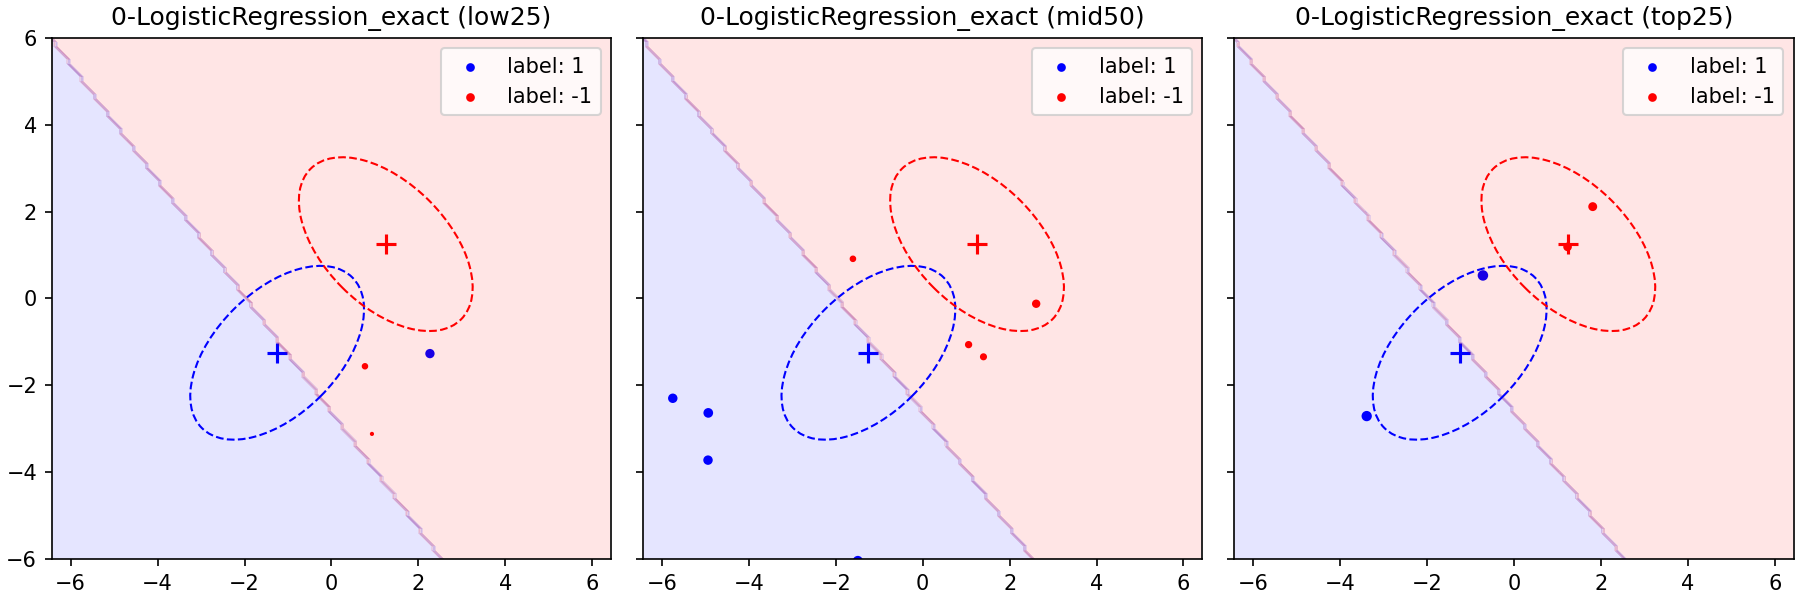 0-LogisticRegression_exact (low25)
0-LogisticRegression_exact (mid50)
0-LogisticRegression_exact (top25)
label: 1
label: -1
label: 1
label: -1
label: 1
label: -1
6
4
2
0
−2
−4
−6
−6 −4 −2 0 2 4 6
−6 −4 −2 0 2 4 6
−6 −4 −2 0 2 4 6